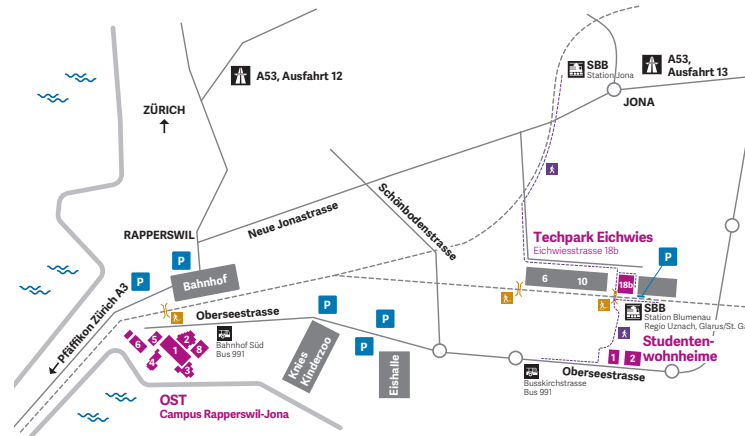 A53, Ausfahrt 12
SBB
Station Jona
A53,
Ausfahrt 13
ZÜRICH
JONA
Schönbodenstrasse
Neue Jonastrasse
RAPPERSWIL
Techpark Eichwies
Eichwiesstrasse 18b
P
P
P
Bahnhof
6
10
18b
Pfäffikon Zürich A3
P
P
P
Oberseestrasse
SBB
Station Blumenau
Regio Uznach, Glarus/St. Ga
Bahnhof Süd
Bus 991
6
5
2
1
8
4
3
Knies
Kinderzoo
Eishalle
Studenten-
wohnheime
1
2
Oberseestrasse
Busskirchstrasse
Bus 991
OST
Campus Rapperswil-Jona